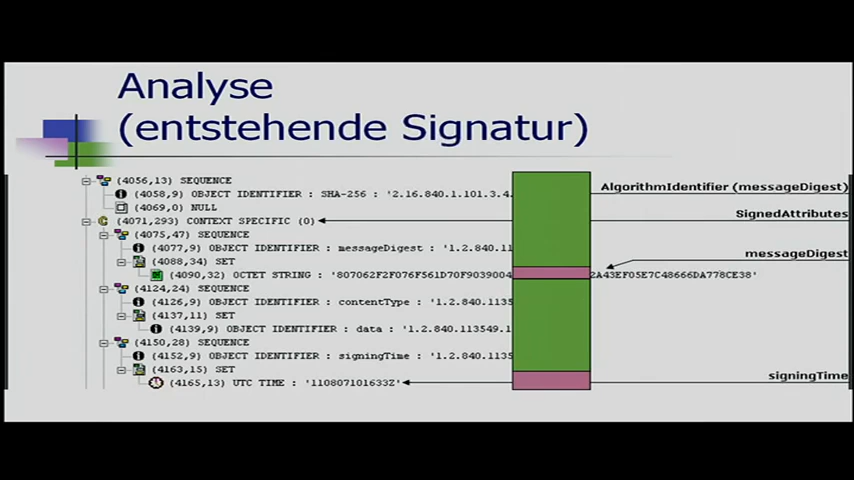 Analyse
(entstehende Signatur)
(4056,13) SEQUENCE
(4058,9) OBJECT IDENTIFIER : SHA-256 : '2.16.840.1.101.3.4.
AlgorithmIdentifier (messageDigest)
(4069,0) NULL
SignedAttributes
(4071,293) CONTEXT SPECIFIC (0)
(4075,47) SEQUENCE
(4077,9) OBJECT IDENTIFIER : messageDigest : '1.2.840.11
messageDigest
(4088,34) SET
(4090,32) OCTET STRING : '807062F2F076F561D70F9039004 2A43EF05E7C48666DA778CE38'
(4124,24) SEQUENCE
(4126,9) OBJECT IDENTIFIER : contentType : '1.2.840.1135
(4137,11) SET
(4139,9) OBJECT IDENTIFIER : data : '1.2.840.113549.1
(4150,28) SEQUENCE
(4152,9) OBJECT IDENTIFIER : signingTime : '1.2.840.1135
(4163,15) SET
signingTime
(4165,13) UTC TIME : '110807101633Z'